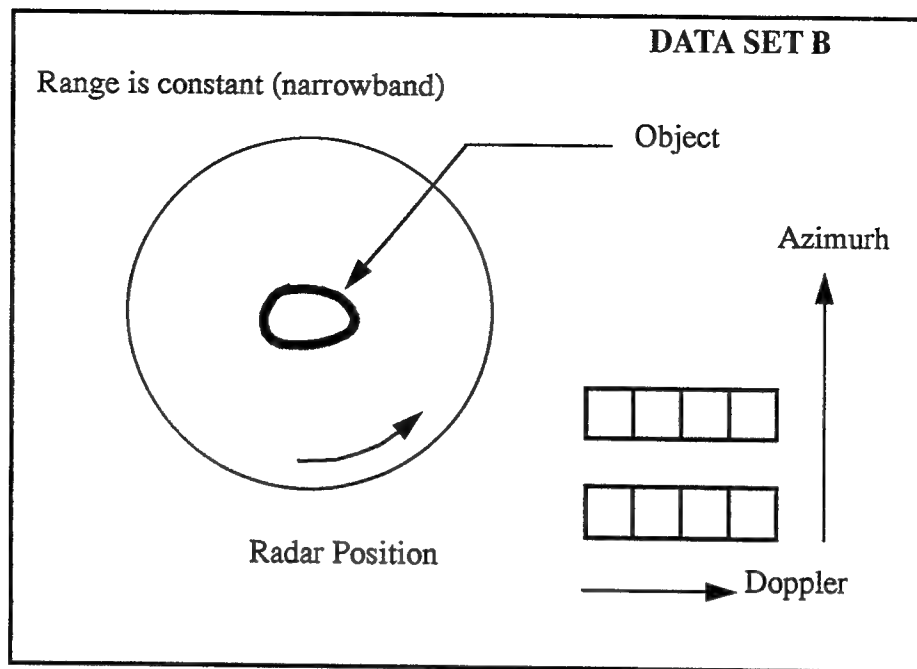 DATA SET B
Range is constant (narrowband)
Object
Azimurh
Radar Position
Doppler